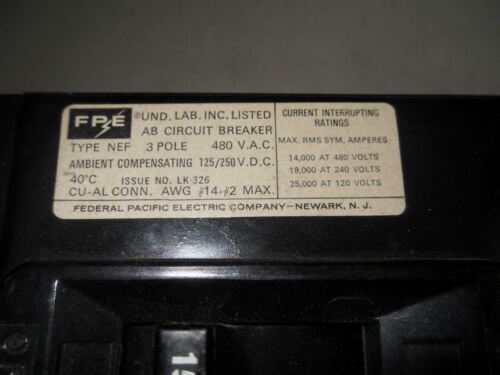 FPE
UND. LAB. INC. LISTED
AB CIRCUIT BREAKER
TYPE NEF 3 POLE 480 V.A.C.
AMBIENT COMPENSATING 125/250 V.D.C.
40°C ISSUE NO. LK-326
CU-AL CONN. AWG #14-#2 MAX.
CURRENT INTERRUPTING
RATINGS
MAX. RMS SYM. AMPERES
14,000 AT 480 VOLTS
18,000 AT 240 VOLTS
25,000 AT 120 VOLTS
FEDERAL PACIFIC ELECTRIC COMPANY—NEWARK, N. J.